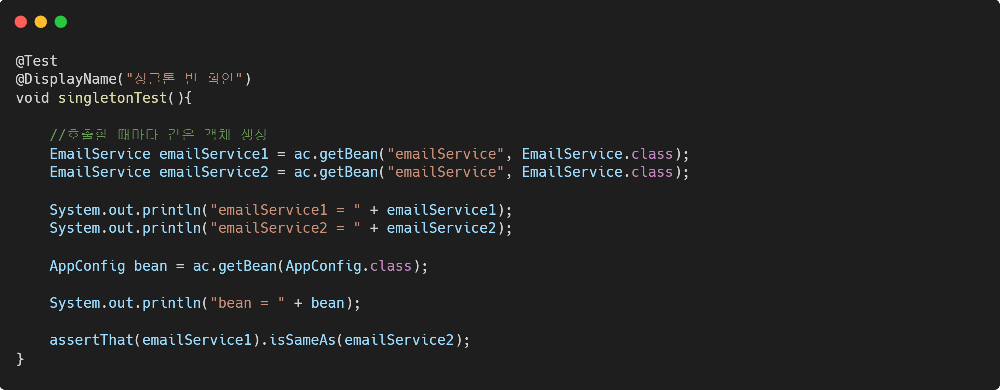 @Test
@DisplayName("싱글톤 빈 확인")
void singletonTest(){
//호출할 때마다 같은 객체 생성
EmailService emailService1 = ac.getBean("emailService", EmailService.class);
EmailService emailService2 = ac.getBean("emailService", EmailService.class);
System.out.println("emailService1 = " + emailService1);
System.out.println("emailService2 = " + emailService2);
AppConfig bean = ac.getBean(AppConfig.class);
System.out.println("bean = " + bean);
assertThat(emailService1).isSameAs(emailService2);
}